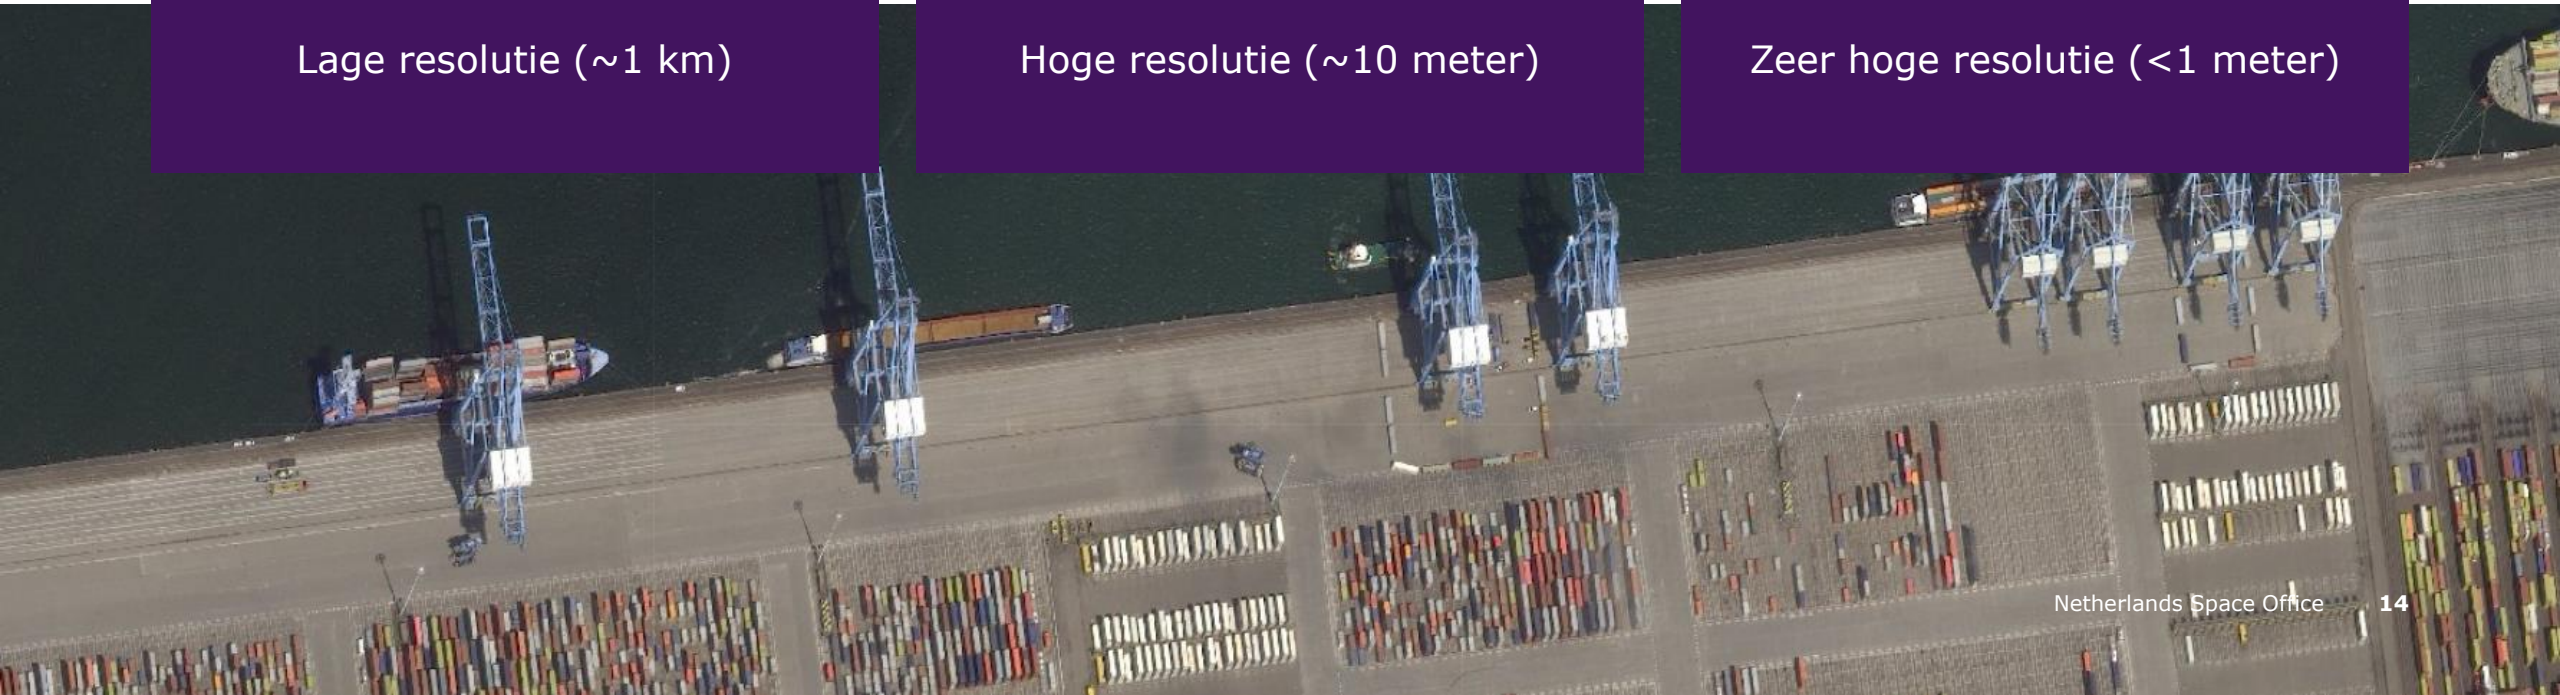 Lage resolutie (~1 km)
Hoge resolutie (~10 meter)
Zeer hoge resolutie (<1 meter)
Netherlands Space Office 14